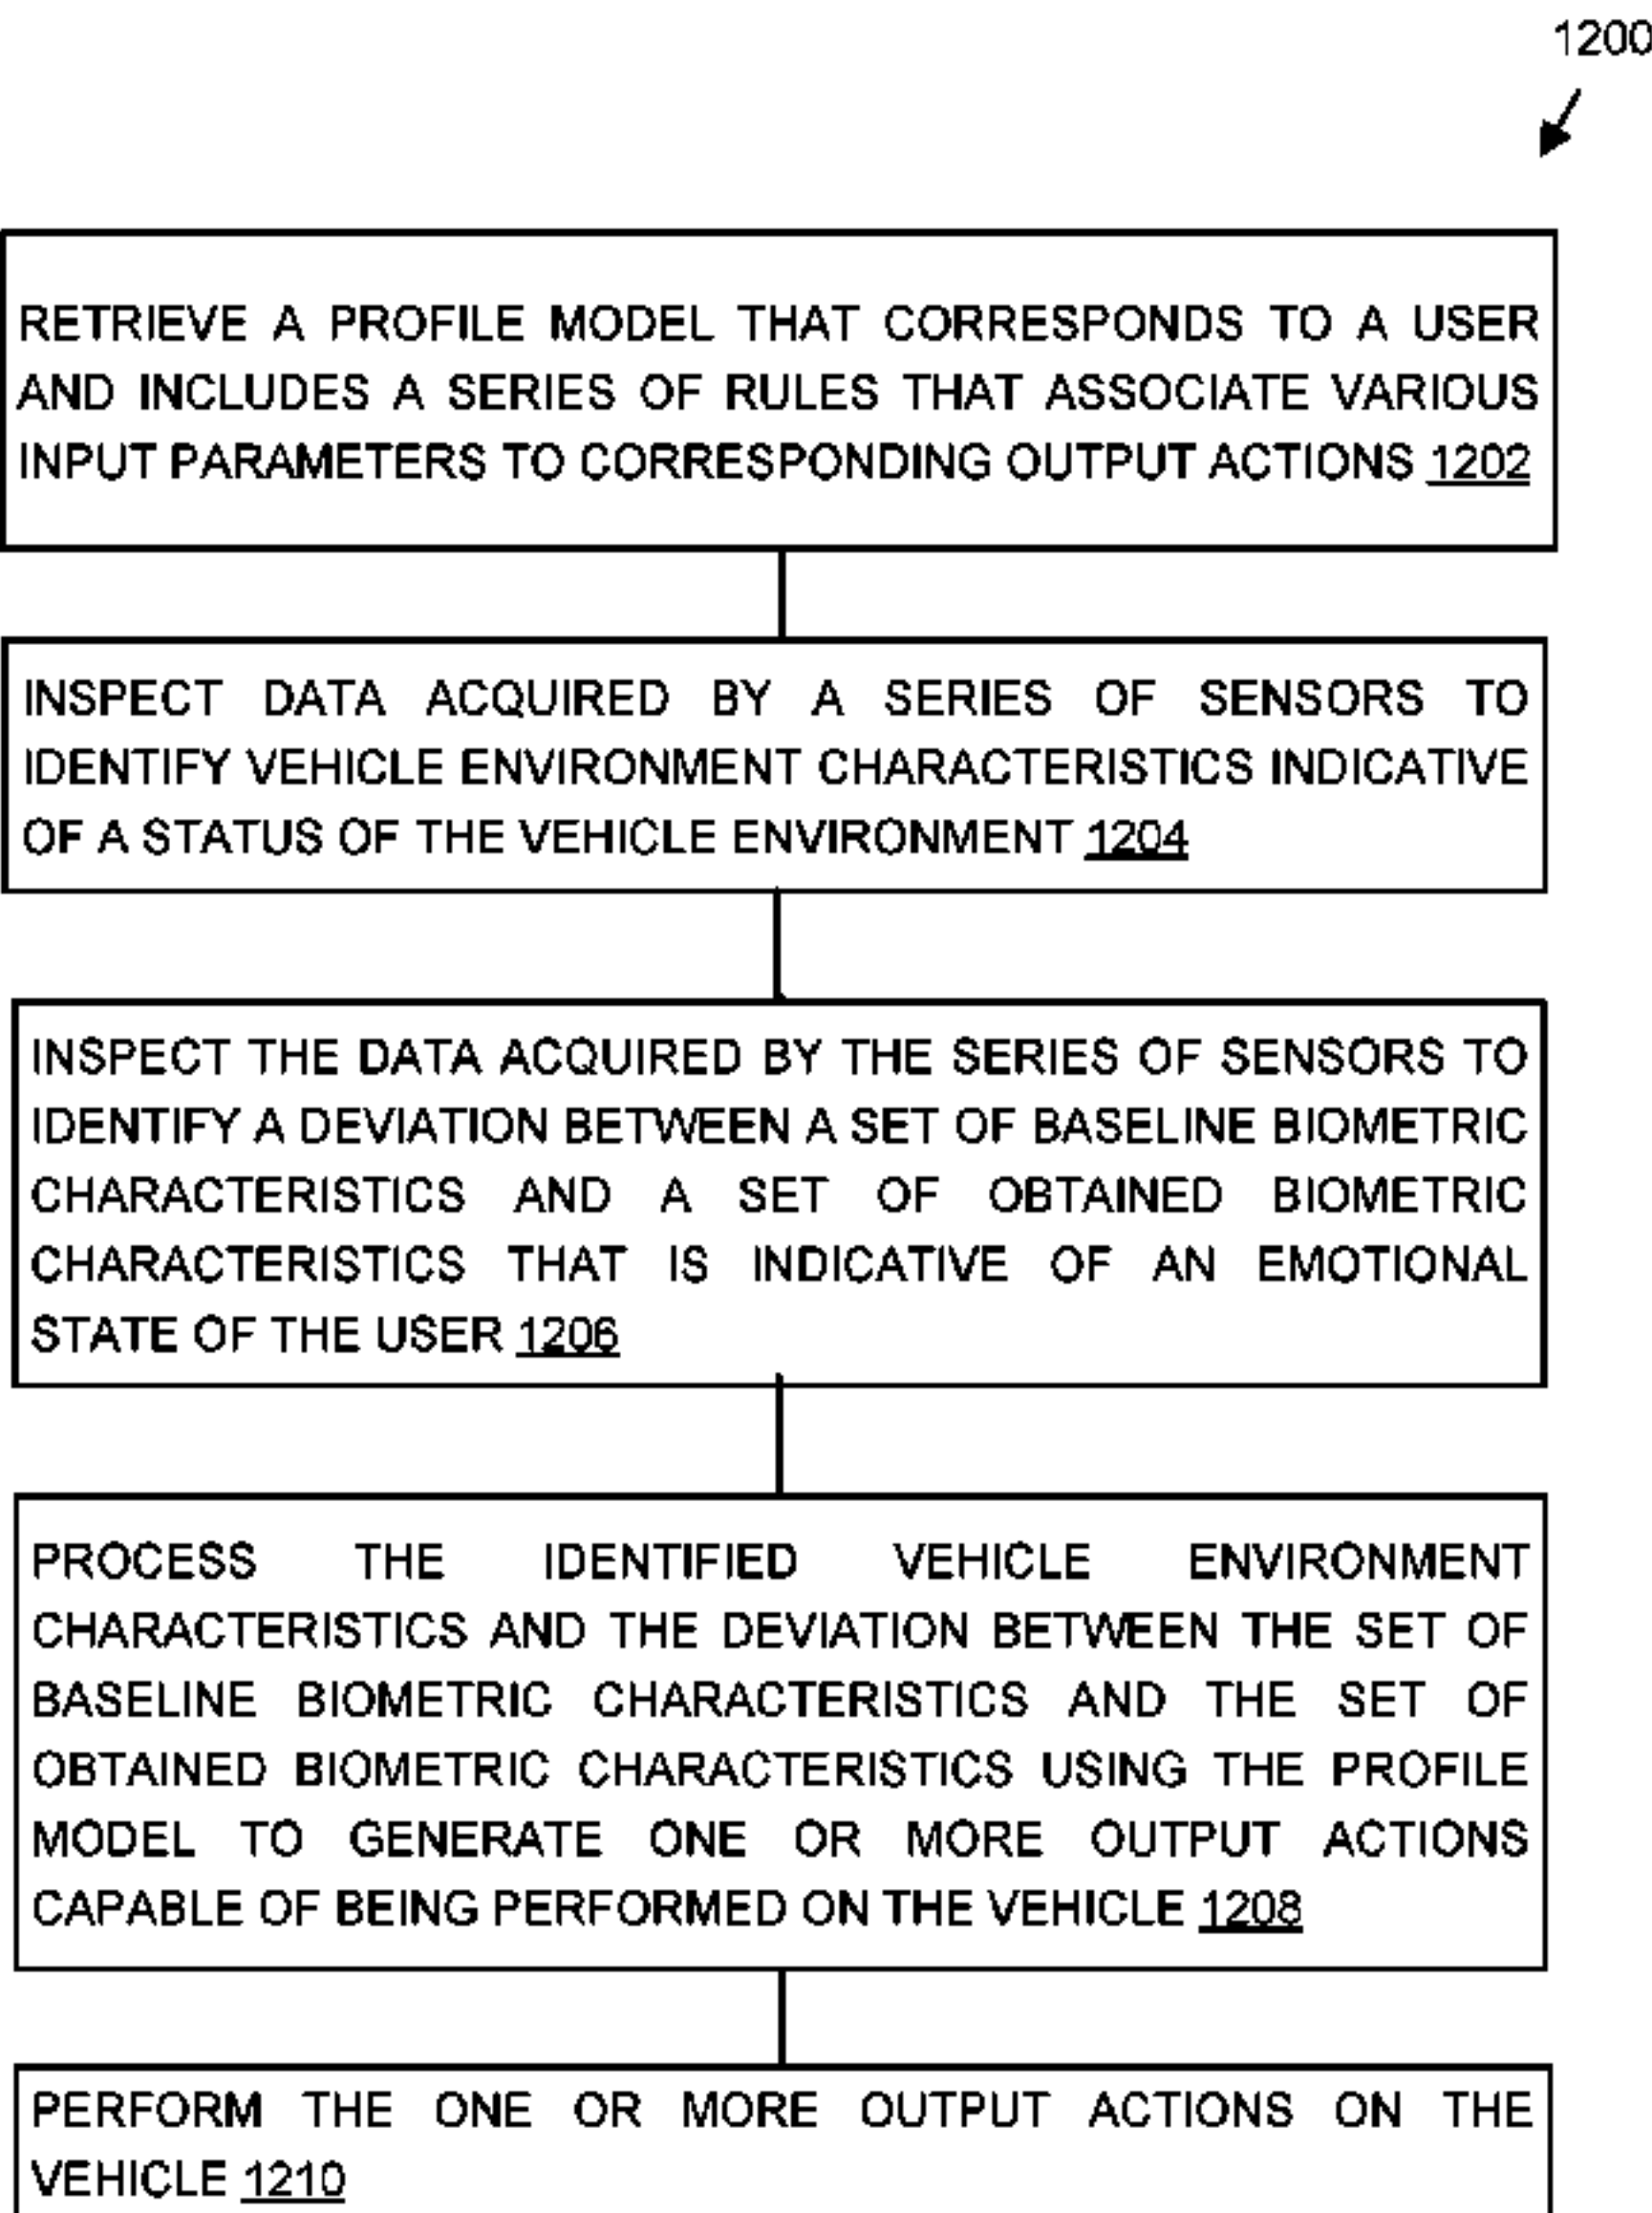 1200
RETRIEVE A PROFILE MODEL THAT CORRESPONDS TO A USER
AND INCLUDES A SERIES OF RULES THAT ASSOCIATE VARIOUS
INPUT PARAMETERS TO CORRESPONDING OUTPUT ACTIONS 1202
INSPECT DATA ACQUIRED BY A SERIES OF SENSORS TO
IDENTIFY VEHICLE ENVIRONMENT CHARACTERISTICS INDICATIVE
OF A STATUS OF THE VEHICLE ENVIRONMENT 1204
INSPECT THE DATA ACQUIRED BY THE SERIES OF SENSORS TO
IDENTIFY A DEVIATION BETWEEN A SET OF BASELINE BIOMETRIC
CHARACTERISTICS AND A SET OF OBTAINED BIOMETRIC
CHARACTERISTICS THAT IS INDICATIVE OF AN EMOTIONAL
STATE OF THE USER 1206
PROCESS THE IDENTIFIED VEHICLE ENVIRONMENT
CHARACTERISTICS AND THE DEVIATION BETWEEN THE SET OF
BASELINE BIOMETRIC CHARACTERISTICS AND THE SET OF
OBTAINED BIOMETRIC CHARACTERISTICS USING THE PROFILE
MODEL TO GENERATE ONE OR MORE OUTPUT ACTIONS
CAPABLE OF BEING PERFORMED ON THE VEHICLE 1208
PERFORM THE ONE OR MORE OUTPUT ACTIONS ON THE
VEHICLE 1210